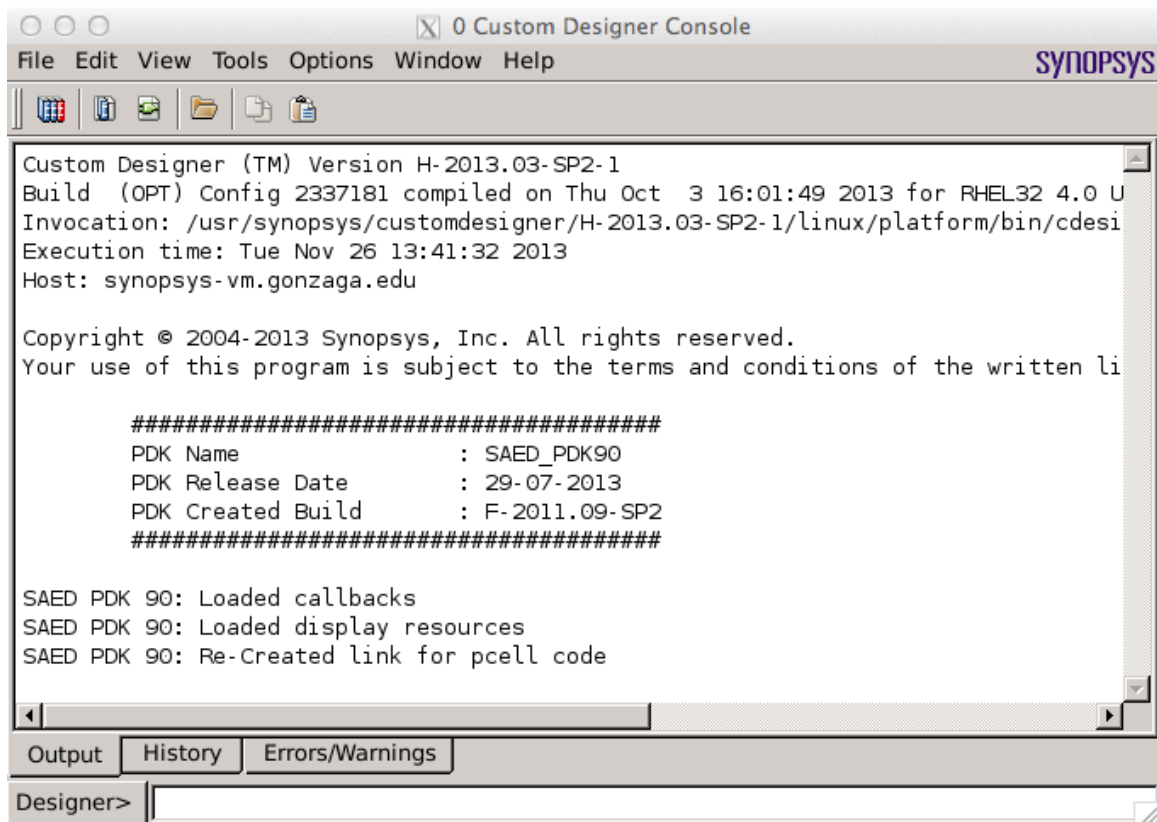 0 Custom Designer Console
File Edit View Tools Options Window Help
SYNOPSYS
Custom Designer (TM) Version H-2013.03-SP2-1
Build (OPT) Config 2337181 compiled on Thu Oct 3 16:01:49 2013 for RHEL32 4.0 U
Invocation: /usr/synopsys/customdesigner/H-2013.03-SP2-1/linux/platform/bin/cdesi
Execution time: Tue Nov 26 13:41:32 2013
Host: synopsys-vm.gonzaga.edu
Copyright © 2004-2013 Synopsys, Inc. All rights reserved.
Your use of this program is subject to the terms and conditions of the written li
#######################################
PDK Name : SAED_PDK90
PDK Release Date : 29-07-2013
PDK Created Build : F-2011.09-SP2
#######################################
SAED PDK 90: Loaded callbacks
SAED PDK 90: Loaded display resources
SAED PDK 90: Re-Created link for pcell code
Output History Errors/Warnings
Designer>